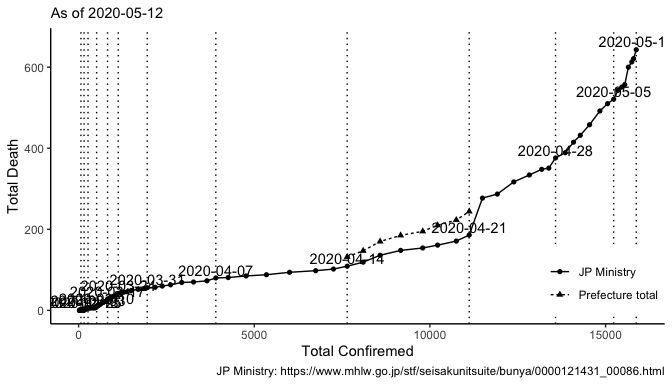 As of 2020-05-12
Total Death
600
400
200
0
2020-05-1
2020-05-05
2020-04-28
2020-04-21
2020-04-14
2020-04-07
2020-03-31
JP Ministry
Prefecture total
0
5000
10000
15000
Total Confiremed
JP Ministry: https://www.mhlw.go.jp/stf/seisakunitsuite/bunya/0000121431_00086.html